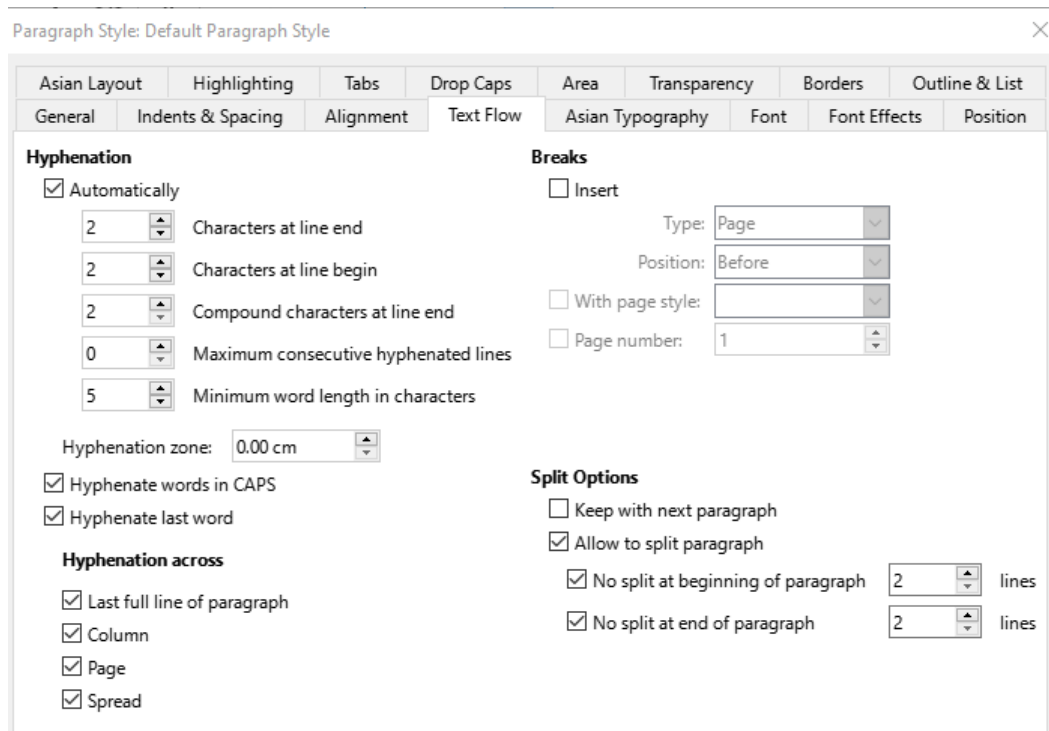 Paragraph Style: Default Paragraph Style
Asian Layout Highlighting Tabs Drop Caps Area Transparency Borders Outline & List
General Indents & Spacing Alignment Text Flow Asian Typography Font Font Effects Position
Hyphenation
Automatically
2 Characters at line end
2 Characters at line begin
2 Compound characters at line end
0 Maximum consecutive hyphenated lines
5 Minimum word length in characters
Hyphenation zone: 0.00 cm
Hyphenate words in CAPS
Hyphenate last word
Hyphenation across
Last full line of paragraph
Column
Page
Spread
Breaks
Insert
Type: Page
Position: Before
With page style:
Page number: 1
Split Options
Keep with next paragraph
Allow to split paragraph
No split at beginning of paragraph 2 lines
No split at end of paragraph 2 lines